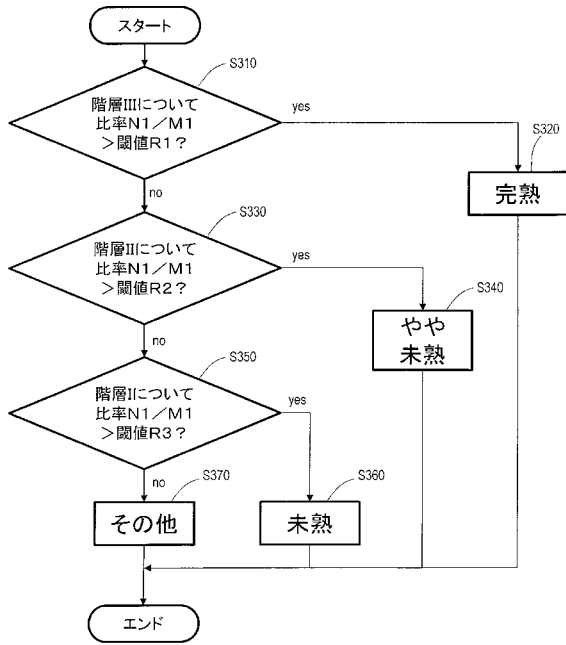 スタート
S310
階層IIIについて
比率N1／M1
＞閾値R1？
yes
S320
完熟
no
S330
階層IIについて
比率N1／M1
＞閾値R2？
yes
S340
やや
未熟
no
S350
階層Iについて
比率N1／M1
＞閾値R3？
yes
no
S370
その他
S360
未熟
エンド